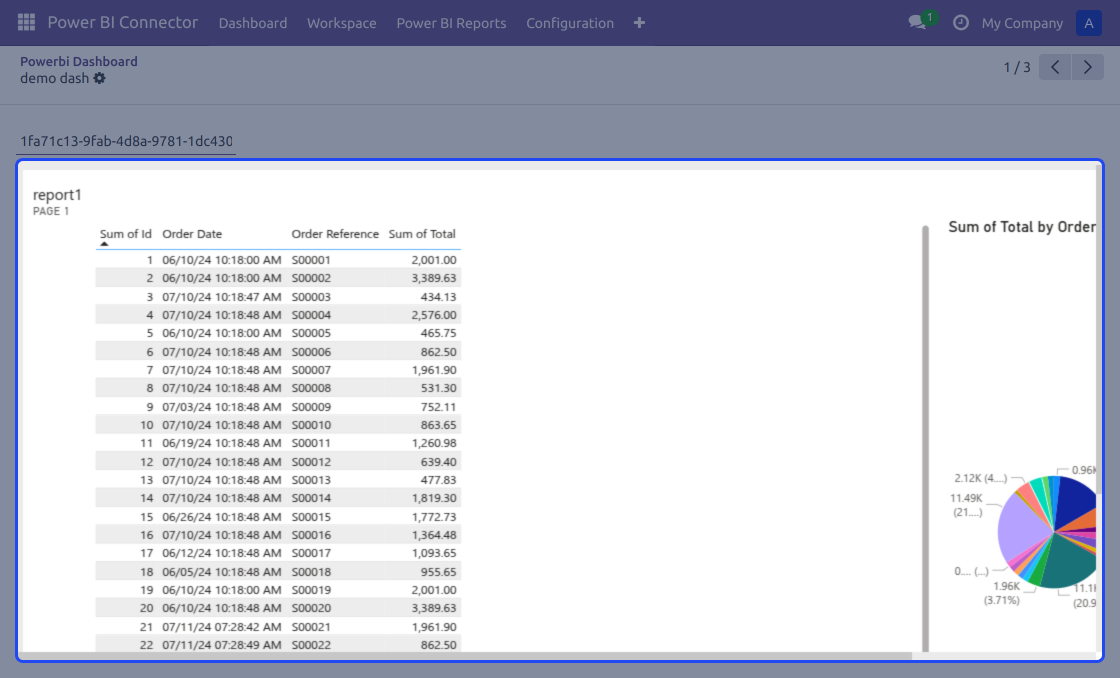 Power BI Connector Dashboard Workspace Power BI Reports Configuration 1 My Company A
Powerbi Dashboard
demo dash
1 / 3
1fa71c13-9fab-4d8a-9781-1dc430
report1
PAGE 1
Sum of Id Order Date Order Reference Sum of Total
1 06/10/24 10:18:00 AM S00001 2,001.00
2 06/10/24 10:18:00 AM S00002 3,389.63
3 07/10/24 10:18:47 AM S00003 434.13
4 07/10/24 10:18:48 AM S00004 2,576.00
5 06/10/24 10:18:00 AM S00005 465.75
6 07/10/24 10:18:48 AM S00006 862.50
7 07/10/24 10:18:48 AM S00007 1,961.90
8 07/10/24 10:18:48 AM S00008 531.30
9 07/03/24 10:18:48 AM S00009 752.11
10 07/10/24 10:18:48 AM S00010 863.65
11 06/19/24 10:18:48 AM S00011 1,260.98
12 07/10/24 10:18:48 AM S00012 639.40
13 07/10/24 10:18:48 AM S00013 477.83
14 07/10/24 10:18:48 AM S00014 1,819.30
15 06/26/24 10:18:48 AM S00015 1,772.73
16 07/10/24 10:18:48 AM S00016 1,364.48
17 06/12/24 10:18:48 AM S00017 1,093.65
18 06/05/24 10:18:48 AM S00018 955.65
19 06/10/24 10:18:00 AM S00019 2,001.00
20 06/10/24 10:18:48 AM S00020 3,389.63
21 07/11/24 07:28:42 AM S00021 1,961.90
22 07/11/24 07:28:49 AM S00022 862.50
Sum of Total by Order
0.96K
2.12K (4....)
11.49K
(21....)
0.... (...)
1.96K
(3.71%)
11.1
(20.9